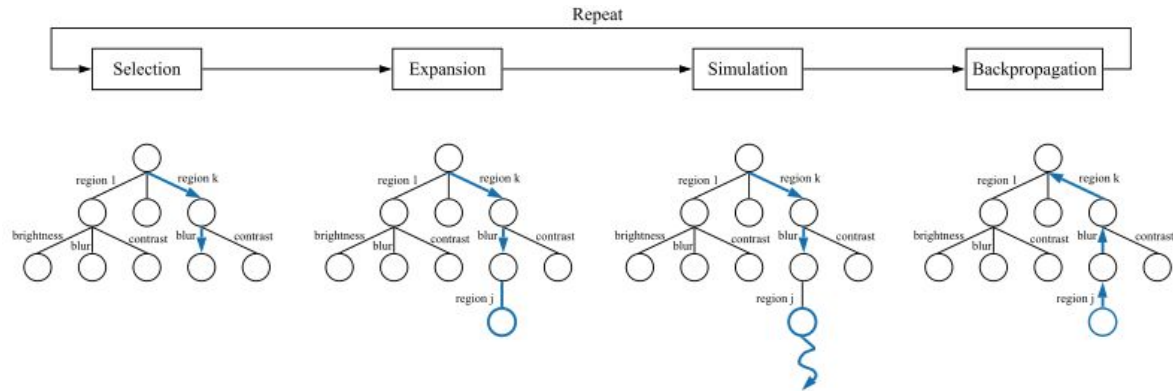 Repeat
Selection
Expansion
Simulation
Backpropagation
region 1
region k
brightness
blur
contrast
blur
contrast
region 1
region k
brightness
blur
contrast
blur
contrast
region j
region 1
region k
brightness
blur
contrast
blur
contrast
region j
region 1
region k
brightness
blur
contrast
blur
contrast
region j